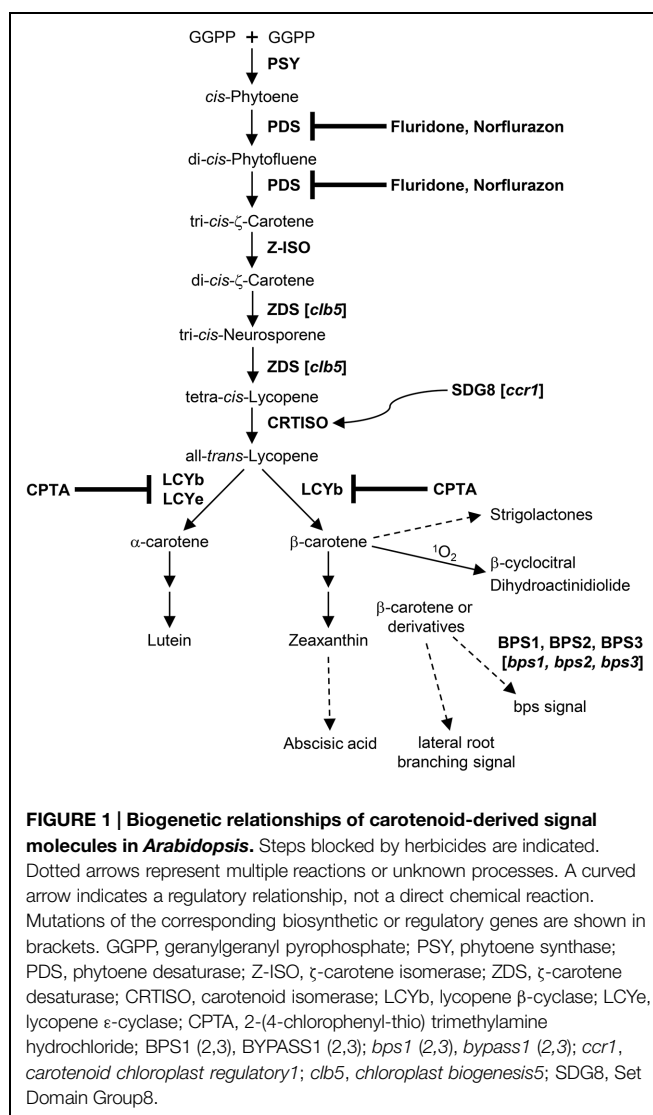 GGPP + GGPP
PSY
cis-Phytoene
PDS
Fluridone, Norflurazon
di-cis-Phytofluene
PDS
Fluridone, Norflurazon
tri-cis-ζ-Carotene
Z-ISO
di-cis-ζ-Carotene
ZDS [clb5]
tri-cis-Neurosporene
ZDS [clb5]
tetra-cis-Lycopene
SDG8 [ccr1]
CRTISO
all-trans-Lycopene
CPTA
LCYb
LCYe
LCYb
CPTA
Strigolactones
α-carotene
β-carotene
¹O₂
β-cyclocitral
Dihydroactinidiolide
β-carotene or
derivatives
Lutein
Zeaxanthin
BPS1, BPS2, BPS3
[bps1, bps2, bps3]
bps signal
Abscisic acid
lateral root
branching signal
FIGURE 1 | Biogenetic relationships of carotenoid-derived signal
molecules in Arabidopsis. Steps blocked by herbicides are indicated.
Dotted arrows represent multiple reactions or unknown processes. A curved
arrow indicates a regulatory relationship, not a direct chemical reaction.
Mutations of the corresponding biosynthetic or regulatory genes are shown in
brackets. GGPP, geranylgeranyl pyrophosphate; PSY, phytoene synthase;
PDS, phytoene desaturase; Z-ISO, ζ-carotene isomerase; ZDS, ζ-carotene
desaturase; CRTISO, carotenoid isomerase; LCYb, lycopene β-cyclase; LCYe,
lycopene ε-cyclase; CPTA, 2-(4-chlorophenyl-thio) trimethylamine
hydrochloride; BPS1 (2,3), BYPASS1 (2,3); bps1 (2,3), bypass1 (2,3); ccr1,
carotenoid chloroplast regulatory1; clb5, chloroplast biogenesis5; SDG8, Set
Domain Group8.